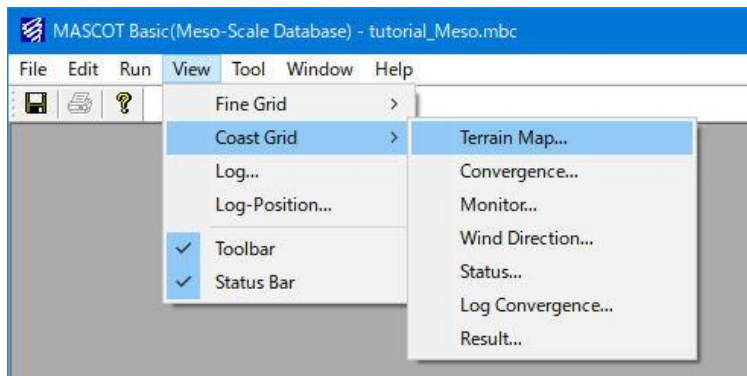 MASCOT Basic(Meso-Scale Database) - tutorial_Meso.mbc
File Edit Run View Tool Window Help
Fine Grid
Coast Grid
Log...
Log-Position...
Toolbar
Status Bar
Terrain Map...
Convergence...
Monitor...
Wind Direction...
Status...
Log Convergence...
Result...